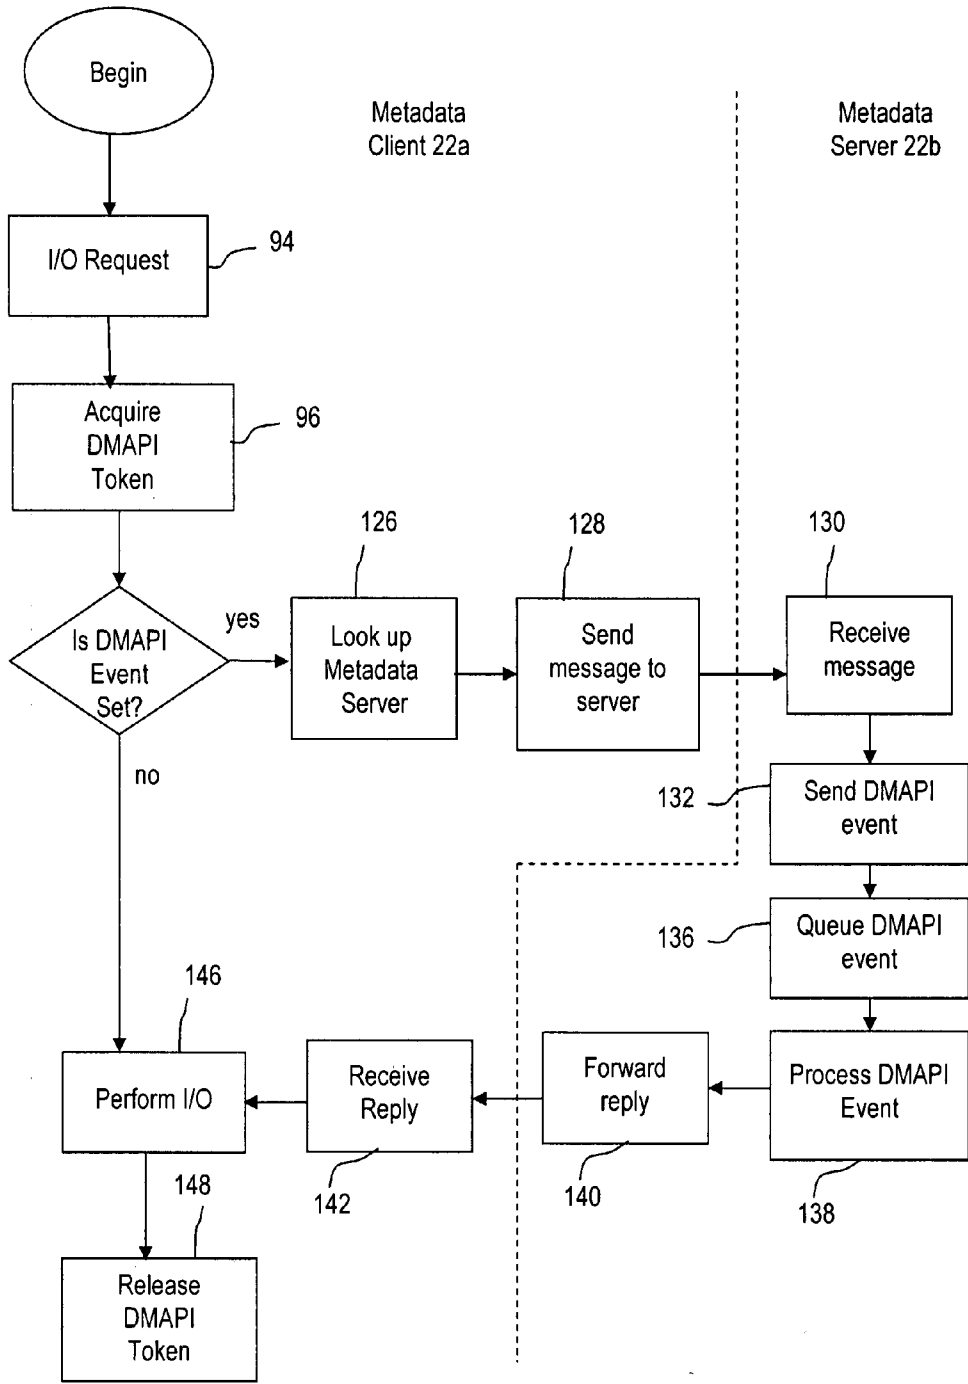 Begin
Metadata
Client 22a
Metadata
Server 22b
I/O Request
94
Acquire
DMAPI
Token
96
Is DMAPI
Event
Set?
yes
no
126
Look up
Metadata
Server
128
Send
message to
server
130
Receive
message
132
Send DMAPI
event
136
Queue DMAPI
event
Process DMAPI
Event
138
Forward
reply
140
Receive
Reply
142
146
Perform I/O
148
Release
DMAPI
Token